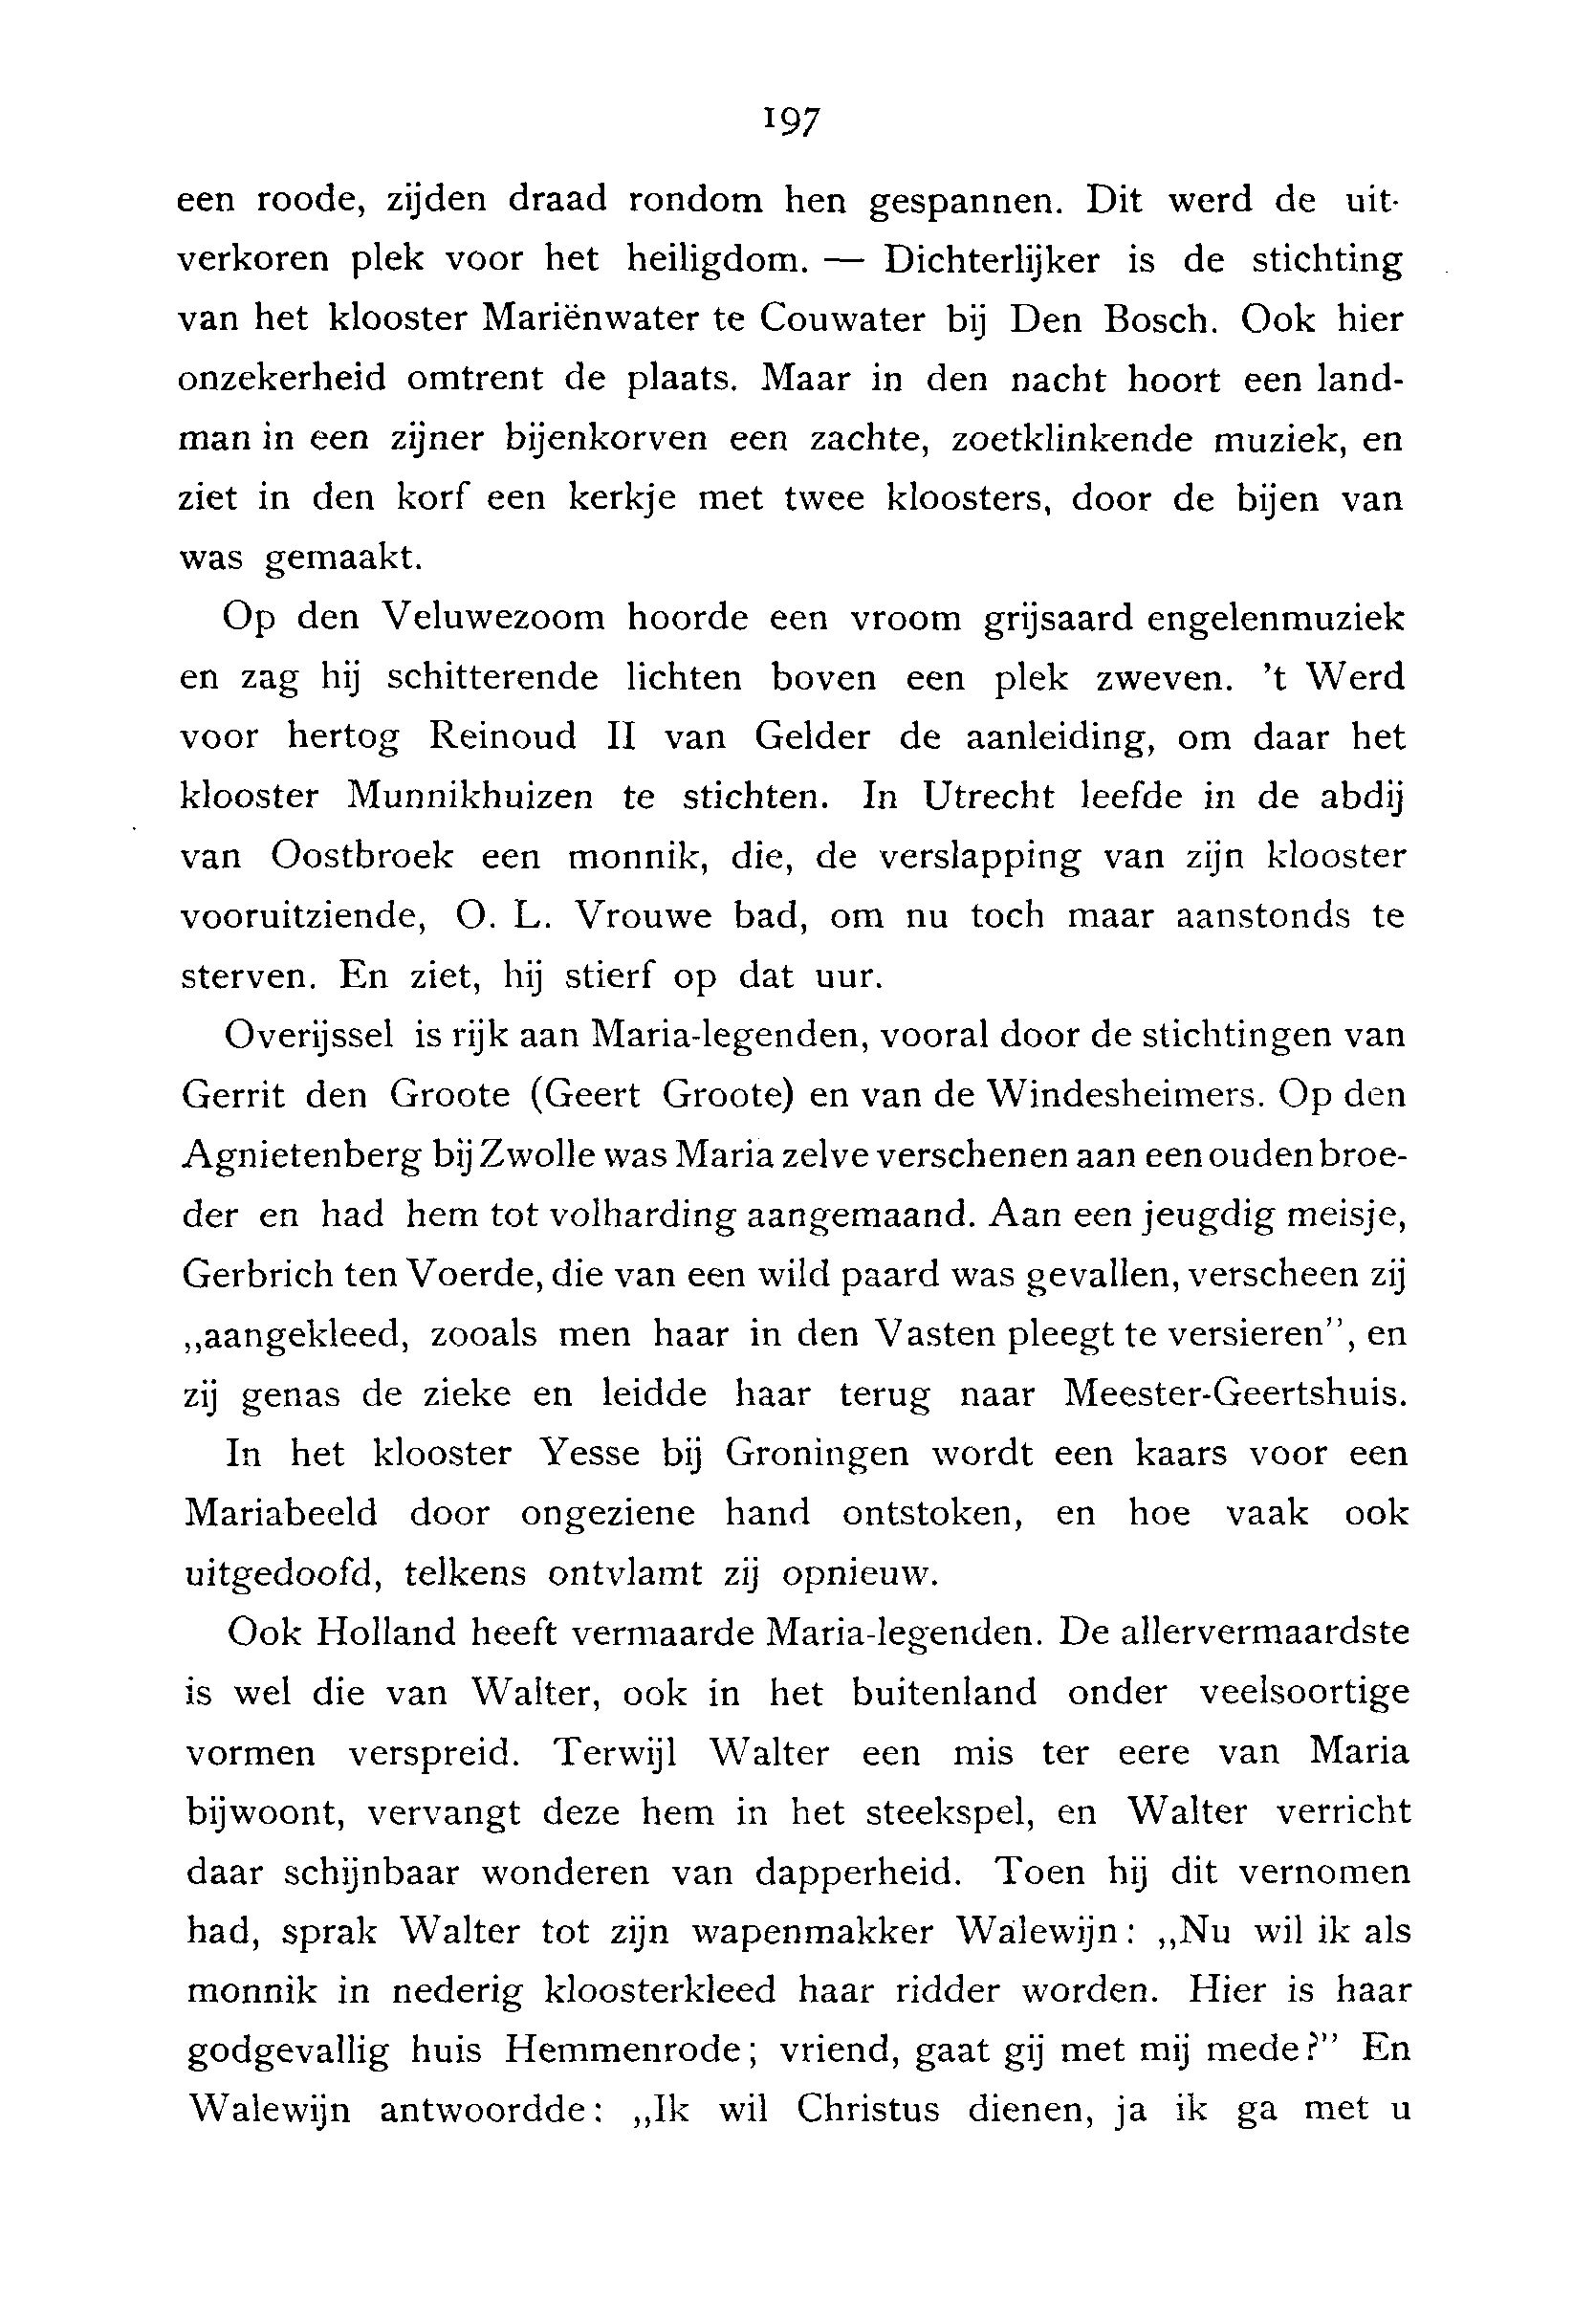 197
een roode, zijden draad rondom hen gespannen. Dit werd de uit-
verkoren plek voor het heiligdom. — Dichterlijker is de stichting
van het klooster Mariënwater te Couwater bij Den Bosch. Ook hier
onzekerheid omtrent de plaats. Maar in den nacht hoort een land-
man in een zijner bijenkorven een zachte, zoetklinkende muziek, en
ziet in den korf een kerkje met twee kloosters, door de bijen van
was gemaakt.
Op den Veluwezoom hoorde een vroom grijsaard engelenmuziek
en zag hij schitterende lichten boven een plek zweven. 't Werd
voor hertog Reinoud II van Gelder de aanleiding, om daar het
klooster Munnikhuizen te stichten. In Utrecht leefde in de abdij
van Oostbroek een monnik, die, de verslapping van zijn klooster
vooruitziende, O. L. Vrouwe bad, om nu toch maar aanstonds te
sterven. En ziet, hij stierf op dat uur.
Overijssel is rijk aan Maria-legenden, vooral door de stichtingen van
Gerrit den Groote (Geert Groote) en van de Windesheimers. Op den
Agnietenberg bij Zwolle was Maria zelve verschenen aan een ouden broe-
der en had hem tot volharding aangemaand. Aan een jeugdig meisje,
Gerbrich ten Voerde, die van een wild paard was gevallen, verscheen zij
„aangekleed, zooals men haar in den Vasten pleegt te versieren”, en
zij genas de zieke en leidde haar terug naar Meester-Geertshuis.
In het klooster Yesse bij Groningen wordt een kaars voor een
Mariabeeld door ongeziene hand ontstoken, en hoe vaak ook
uitgedoofd, telkens ontvlamt zij opnieuw.
Ook Holland heeft vermaarde Maria-legenden. De allervermaardste
is wel die van Walter, ook in het buitenland onder veelsoortige
vormen verspreid. Terwijl Walter een mis ter eere van Maria
bijwoont, vervangt deze hem in het steekspel, en Walter verricht
daar schijnbaar wonderen van dapperheid. Toen hij dit vernomen
had, sprak Walter tot zijn wapenmakker Walewijn: „Nu wil ik als
monnik in nederig kloosterkleed haar ridder worden. Hier is haar
godgevallig huis Hemmenrode; vriend, gaat gij met mij mede?” En
Walewijn antwoordde: „Ik wil Christus dienen, ja ik ga met u